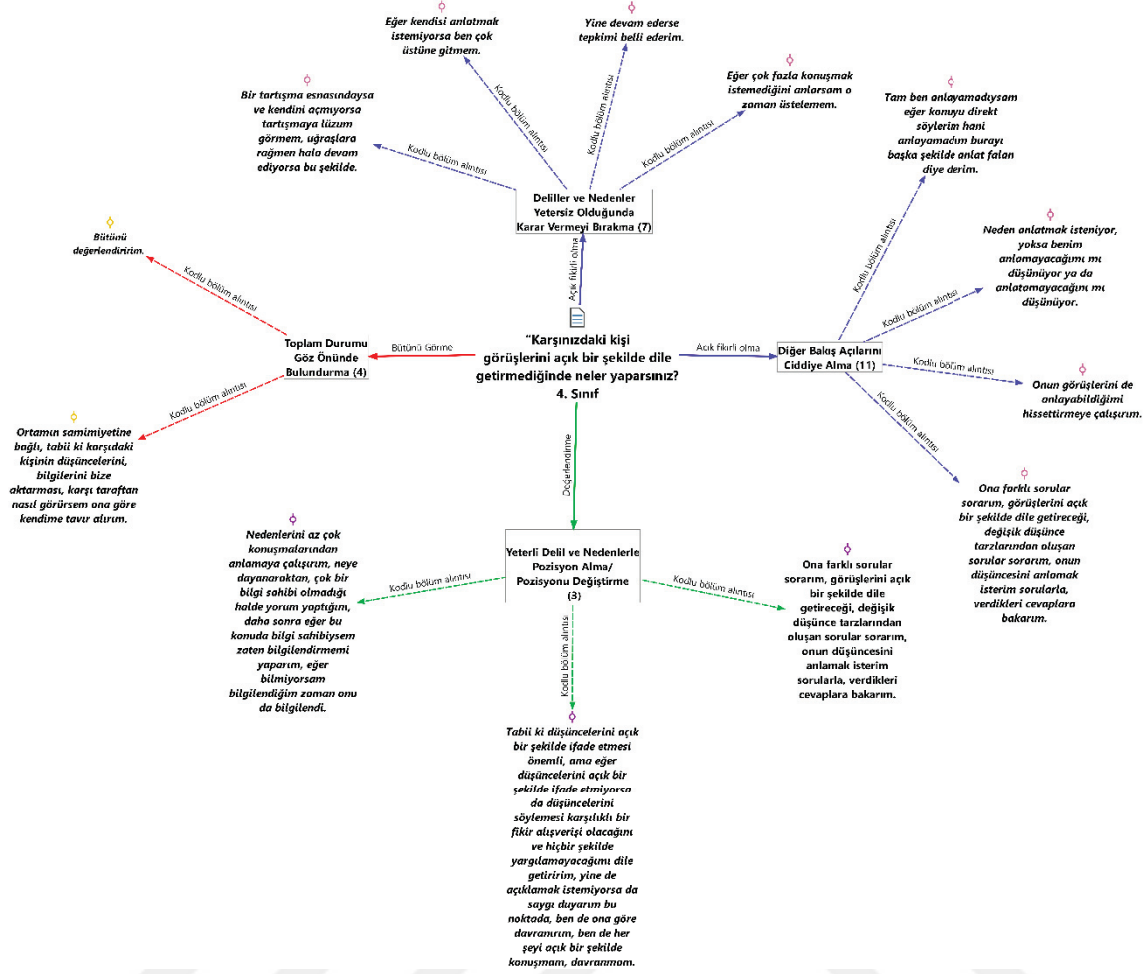 Eğer kendisi anlatmak
istemiyorsa ben çok
üstüne gitmem.
Yine devam ederse
tepkimi belli ederim.
Bir tartışma esnasındaysa
ve kendini açmıyorsa
tartışmaya lüzum
görmem, uğraşlara
rağmen hala devam
ediyorsa bu şekilde.
Eğer çok fazla konuşmak
istemediğini anlarsam o
zaman üstelemem.
Tam ben anlayamadıysam
eğer konuyu direkt
söylerim hani
anlayamadım burayı
başka şekilde anlat falan
diye derim.
Kodlu bölüm alıntısı
Kodlu bölüm alıntısı
Kodlu bölüm alıntısı
Kodlu bölüm alıntısı
Deliller ve Nedenler
Yetersiz Olduğunda
Karar Vermeyi Bırakma (7)
Açık fikirli olma
Bütünü
değerlendiririm.
Kodlu bölüm alıntısı
Kodlu bölüm alıntısı
Neden anlatmak isteniyor,
yoksa benim
anlamayacağımı mı
düşünüyor ya da
anlatamayacağını mı
düşünüyor.
Kodlu bölüm alıntısı
Toplam Durumu
Göz Önünde
Bulundurma (4)
Bütünü Görme
"Karşınızdaki kişi
görüşlerini açık bir şekilde dile
getirmediğinde neler yaparsınız?
4. Sınıf
Açık fikirli olma
Diğer Bakış Açılarını
Ciddiye Alma (11)
Kodlu bölüm alıntısı
Onun görüşlerini de
anlayabildiğimi
hissettirmeye çalışırım.
Kodlu bölüm alıntısı
Ortamın samimiyetine
bağlı, tabii ki karşıdaki
kişinin düşüncelerini,
bilgilerini bize
aktarması, karşı taraftan
nasıl görürsem ona göre
kendime tavır alırım.
Kodlu bölüm alıntısı
Ona farklı sorular
sorarım, görüşlerini açık
bir şekilde dile getireceği,
değişik düşünce
tarzlarından oluşan
sorular sorarım, onun
düşüncesini anlamak
isterim sorularla,
verdikleri cevaplara
bakarım.
Değerlendirme
Yeterli Delil ve Nedenlerle
Pozisyon Alma/
Pozisyonu Değiştirme
(3)
Kodlu bölüm alıntısı
Nedenlerini az çok
konuşmalarından
anlamaya çalışırım, neye
dayanaraktan, çok bir
bilgi sahibi olmadığı
halde yorum yaptığım,
daha sonra eğer bu
konuda bilgi sahibiysem
zaten bilgilendirmemi
yaparım, eğer
bilmiyorsam
bilgilendiğim zaman onu
da bilgilendi.
Kodlu bölüm alıntısı
Ona farklı sorular
sorarım, görüşlerini açık
bir şekilde dile
getireceği, değişik
düşünce tarzlarından
oluşan sorular sorarım,
onun düşüncesini
anlamak isterim
sorularla, verdikleri
cevaplara bakarım.
Kodlu bölüm alıntısı
Tabii ki düşüncelerini açık
bir şekilde ifade etmesi
önemli, ama eğer
düşüncelerini açık bir
şekilde ifade etmiyorsa
da düşüncelerini
söylemesi karşılıklı bir
fikir alışverişi olacağını
ve hiçbir şekilde
yargılamayacağımı dile
getiririm, yine de
açıklamak istemiyorsa da
saygı duyarım bu
noktada, ben de ona göre
davranırım, ben de her
şeyi açık bir şekilde
konuşmam, davranmam.